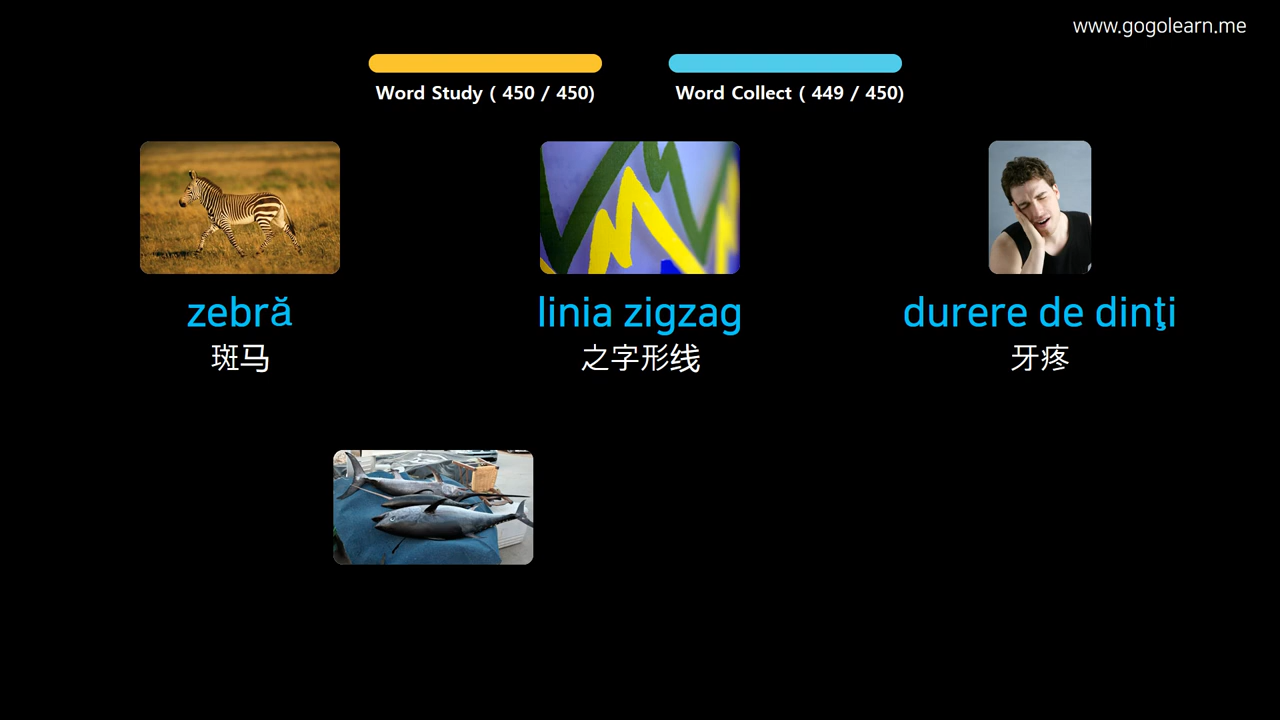 www.gogolearn.me
Word Study ( 450 / 450)
Word Collect ( 449 / 450)
zebră
linia zigzag
durere de dinţi
斑马
之字形线
牙疼